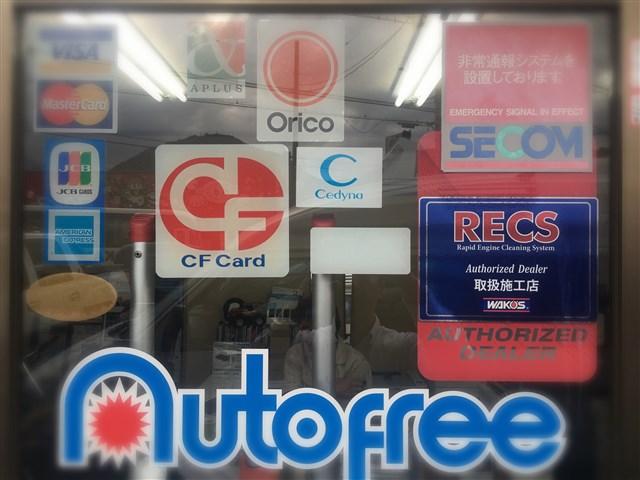 VISA
MasterCard
JCB
JCB CARDS
AMERICAN EXPRESS
&
APLUS
Orico
CF
CF Card
C
Cedyna
非常通報システムを
設置しております
EMERGENCY SIGNAL IN EFFECT
SECOM
RECS
Rapid Engine Cleaning System
Authorized Dealer
取扱施工店
WAKO'S
AUTHORIZED
DEALER
Autofree